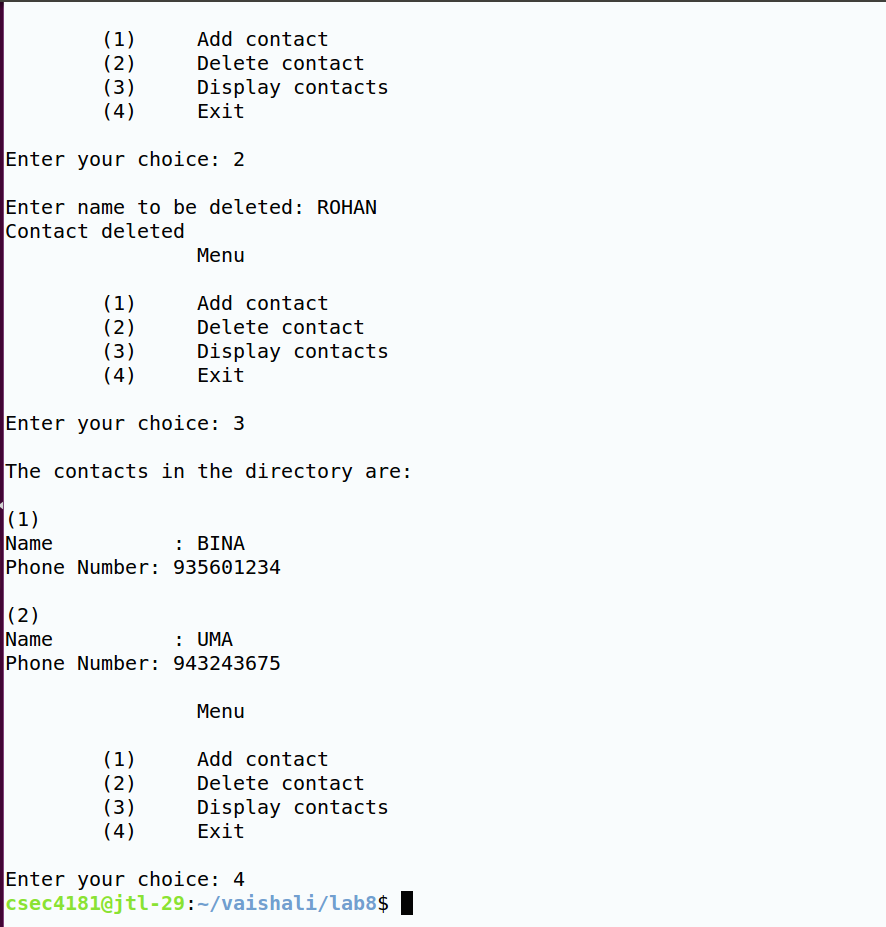 (1)     Add contact
(2)     Delete contact
(3)     Display contacts
(4)     Exit
Enter your choice: 2
Enter name to be deleted: ROHAN
Contact deleted
Menu
(1)     Add contact
(2)     Delete contact
(3)     Display contacts
(4)     Exit
Enter your choice: 3
The contacts in the directory are:
(1)
Name          : BINA
Phone Number: 935601234
(2)
Name          : UMA
Phone Number: 943243675
Menu
(1)     Add contact
(2)     Delete contact
(3)     Display contacts
(4)     Exit
Enter your choice: 4
csec4181@jtl-29:~/vaishali/lab8$